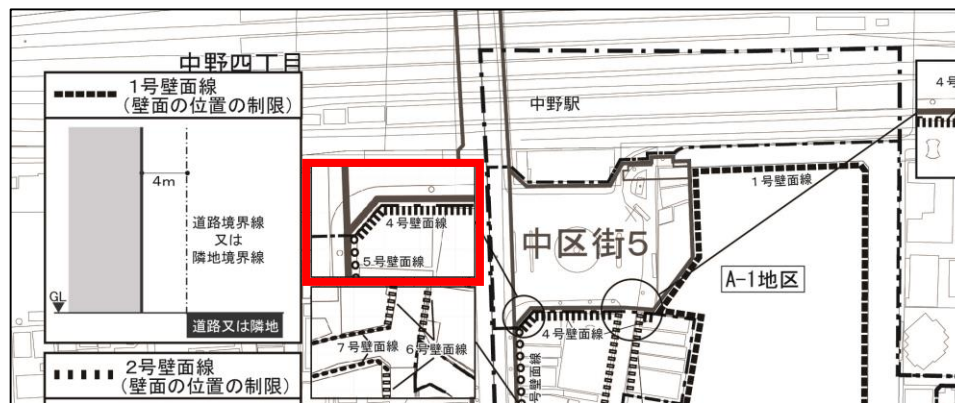 中野四丁目
1号壁面線
(壁面の位置の制限)
4m
道路境界線
又は
隣地境界線
GL
道路又は隣地
2号壁面線
(壁面の位置の制限)
4号壁面線
5号壁面線
7号壁面線
6号壁面線
中野駅
1号壁面線
中区街5
A-1地区
4号壁面線
号壁面線
4号